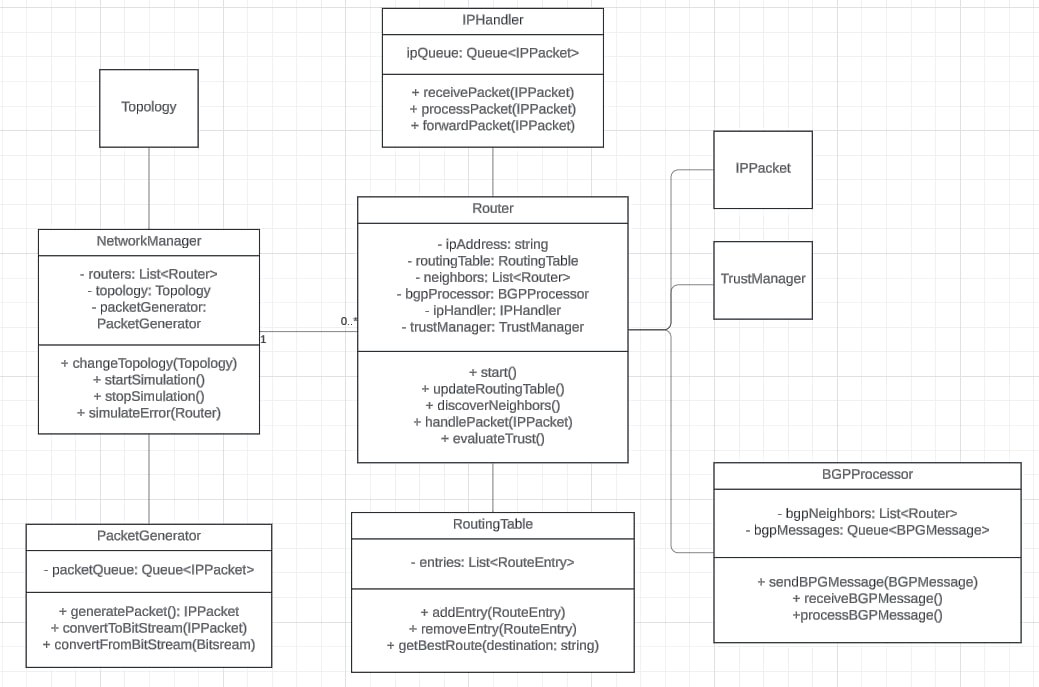 IPHandler
ipQueue: Queue<IPPacket>
+ receivePacket(IPPacket)
+ processPacket(IPPacket)
+ forwardPacket(IPPacket)
Topology
IPPacket
Router
- ipAddress: string
- routingTable: RoutingTable
- neighbors: List<Router>
- bgpProcessor: BGPProcessor
- ipHandler: IPHandler
- trustManager: TrustManager
+ start()
+ updateRoutingTable()
+ discoverNeighbors()
+ handlePacket(IPPacket)
+ evaluateTrust()
NetworkManager
- routers: List<Router>
- topology: Topology
- packetGenerator:
PacketGenerator
+ changeTopology(Topology)
+ startSimulation()
+ stopSimulation()
+ simulateError(Router)
TrustManager
0..*
1
BGPProcessor
- bgpNeighbors: List<Router>
- bgpMessages: Queue<BPGMessage>
+ sendBPGMessage(BGPMessage)
+ receiveBGPMessage()
+processBGPMessage()
PacketGenerator
- packetQueue: Queue<IPPacket>
+ generatePacket(): IPPacket
+ convertToBitStream(IPPacket)
+ convertFromBitStream(Bitsream)
RoutingTable
- entries: List<RouteEntry>
+ addEntry(RouteEntry)
+ removeEntry(RouteEntry)
+ getBestRoute(destination: string)